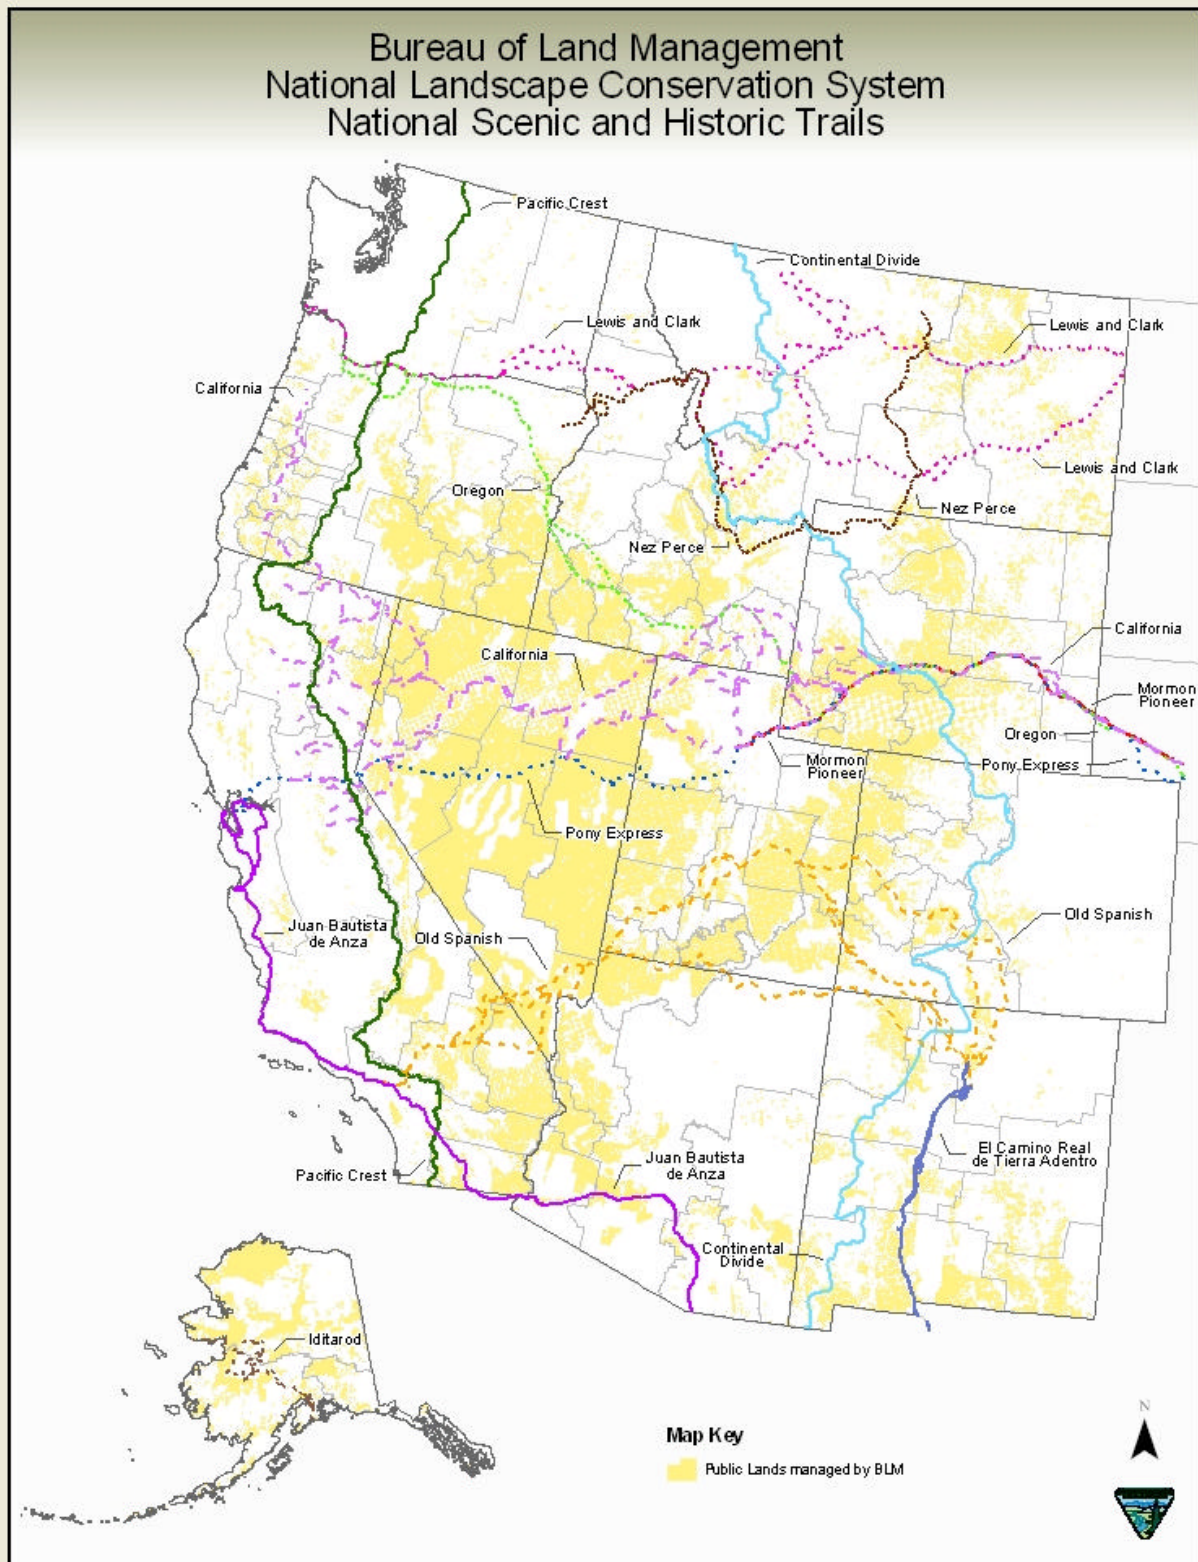 Bureau of Land Management
National Landscape Conservation System
National Scenic and Historic Trails
Pacific Crest
Continental Divide
Lewis and Clark
Lewis and Clark
California
Lewis and Clark
Oregon
Nez Perce
Nez Perce
California
California
Mormon
Pioneer
Oregon
Mormon
Pioneer
Pony Express
Pony Express
Old Spanish
Juan Bautista
de Anza
Old Spanish
El Camino Real
de Tierra Adentro
Juan Bautista
de Anza
Pacific Crest
Continental
Divide
Iditarod
N
Map Key
Public Lands managed by BLM